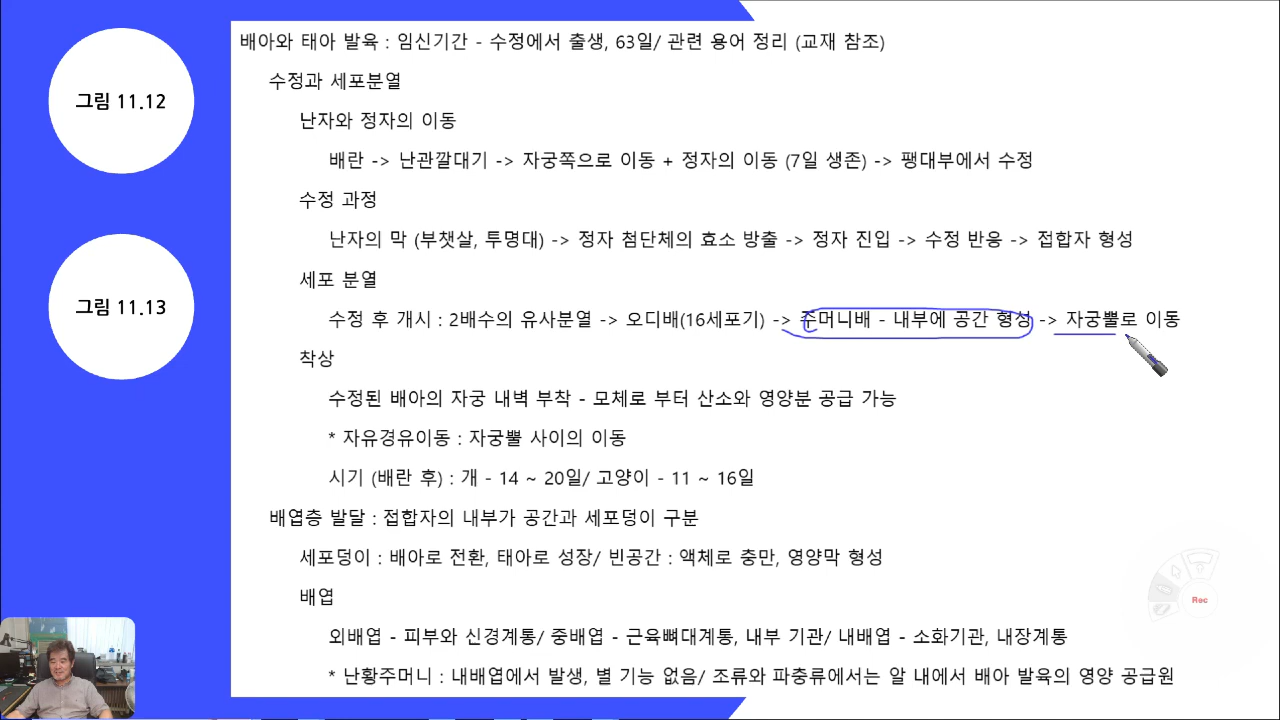 그림 11.12
그림 11.13
배아와 태아 발육 : 임신기간 - 수정에서 출생, 63일/ 관련 용어 정리 (교재 참조)
수정과 세포분열
난자와 정자의 이동
배란 -> 난관깔대기 -> 자궁쪽으로 이동 + 정자의 이동 (7일 생존) -> 팽대부에서 수정
수정 과정
난자의 막 (부챗살, 투명대) -> 정자 첨단체의 효소 방출 -> 정자 진입 -> 수정 반응 -> 접합자 형성
세포 분열
수정 후 개시 : 2배수의 유사분열 -> 오디배(16세포기) -> 주머니배 - 내부에 공간 형성 -> 자궁뿔로 이동
착상
수정된 배아의 자궁 내벽 부착 - 모체로 부터 산소와 영양분 공급 가능
* 자유경유이동 : 자궁뿔 사이의 이동
시기 (배란 후) : 개 - 14 ~ 20일/ 고양이 - 11 ~ 16일
배엽층 발달 : 접합자의 내부가 공간과 세포덩이 구분
세포덩이 : 배아로 전환, 태아로 성장/ 빈공간 : 액체로 충만, 영양막 형성
배엽
외배엽 - 피부와 신경계통/ 중배엽 - 근육뼈대계통, 내부 기관/ 내배엽 - 소화기관, 내장계통
* 난황주머니 : 내배엽에서 발생, 별 기능 없음/ 조류와 파충류에서는 알 내에서 배아 발육의 영양 공급원
Rec